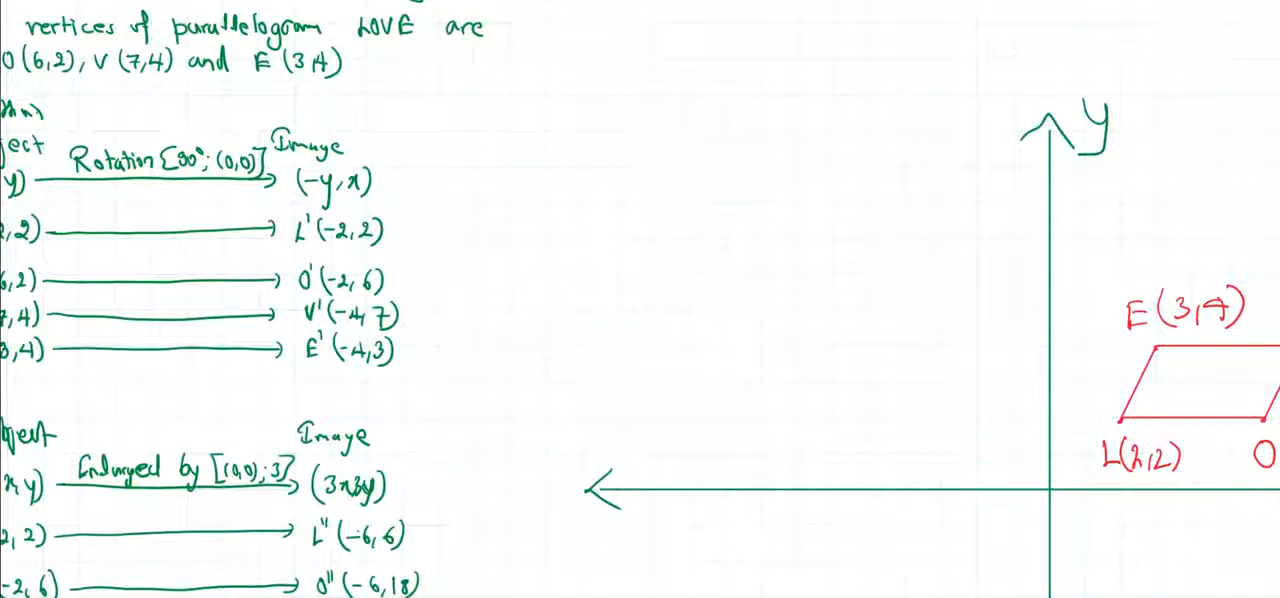 vertices of parallelogram LOVE are
O(6,2), V(7,4) and E(3,4)
ject Rotation [90°; (0,0)] Image
y) (-y, x)
,2) L'(-2,2)
6,2) O'(-2,6)
7,4) V'(-4,7)
3,4) E'(-4,3)
Image
x,y) Enlarged by [(0,0);3] (3x3y)
2,2) L"(-6,6)
-2,6) O"(-6,18)
y
E(3,4)
L(2,2) O